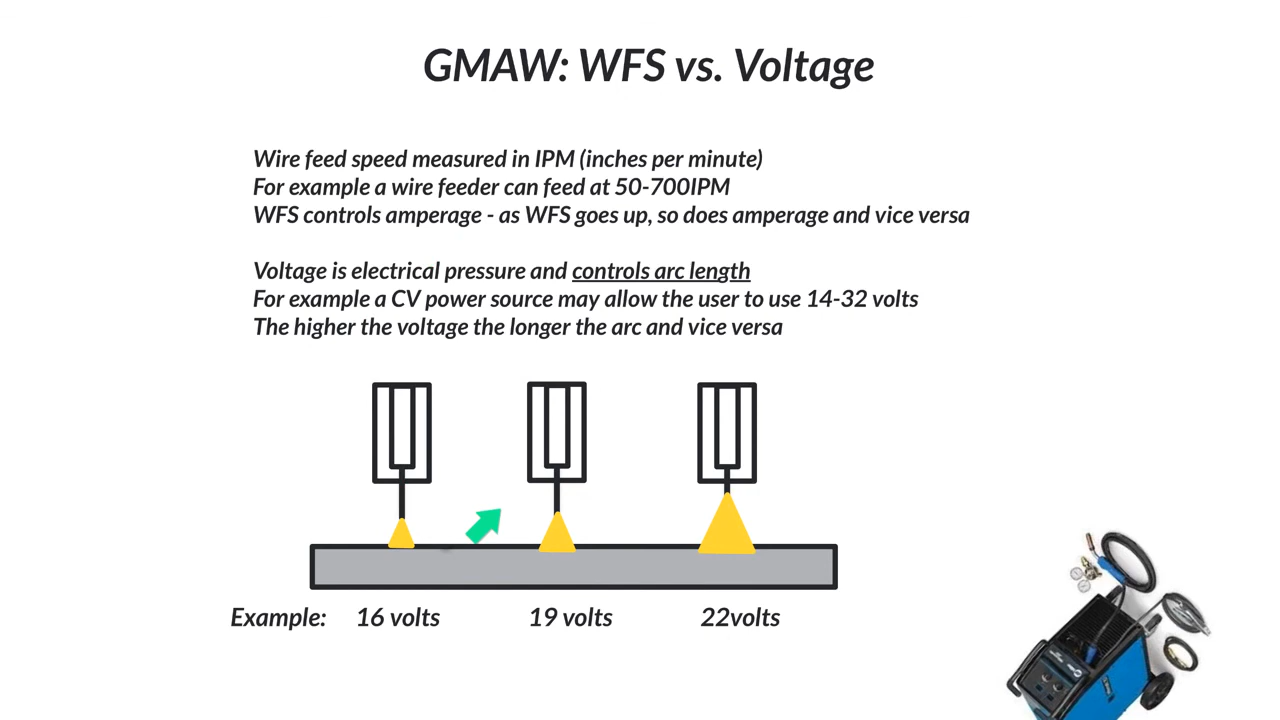 GMAW: WFS vs. Voltage
Wire feed speed measured in IPM (inches per minute)
For example a wire feeder can feed at 50-700IPM
WFS controls amperage - as WFS goes up, so does amperage and vice versa
Voltage is electrical pressure and controls arc length
For example a CV power source may allow the user to use 14-32 volts
The higher the voltage the longer the arc and vice versa
Example: 16 volts 19 volts 22volts